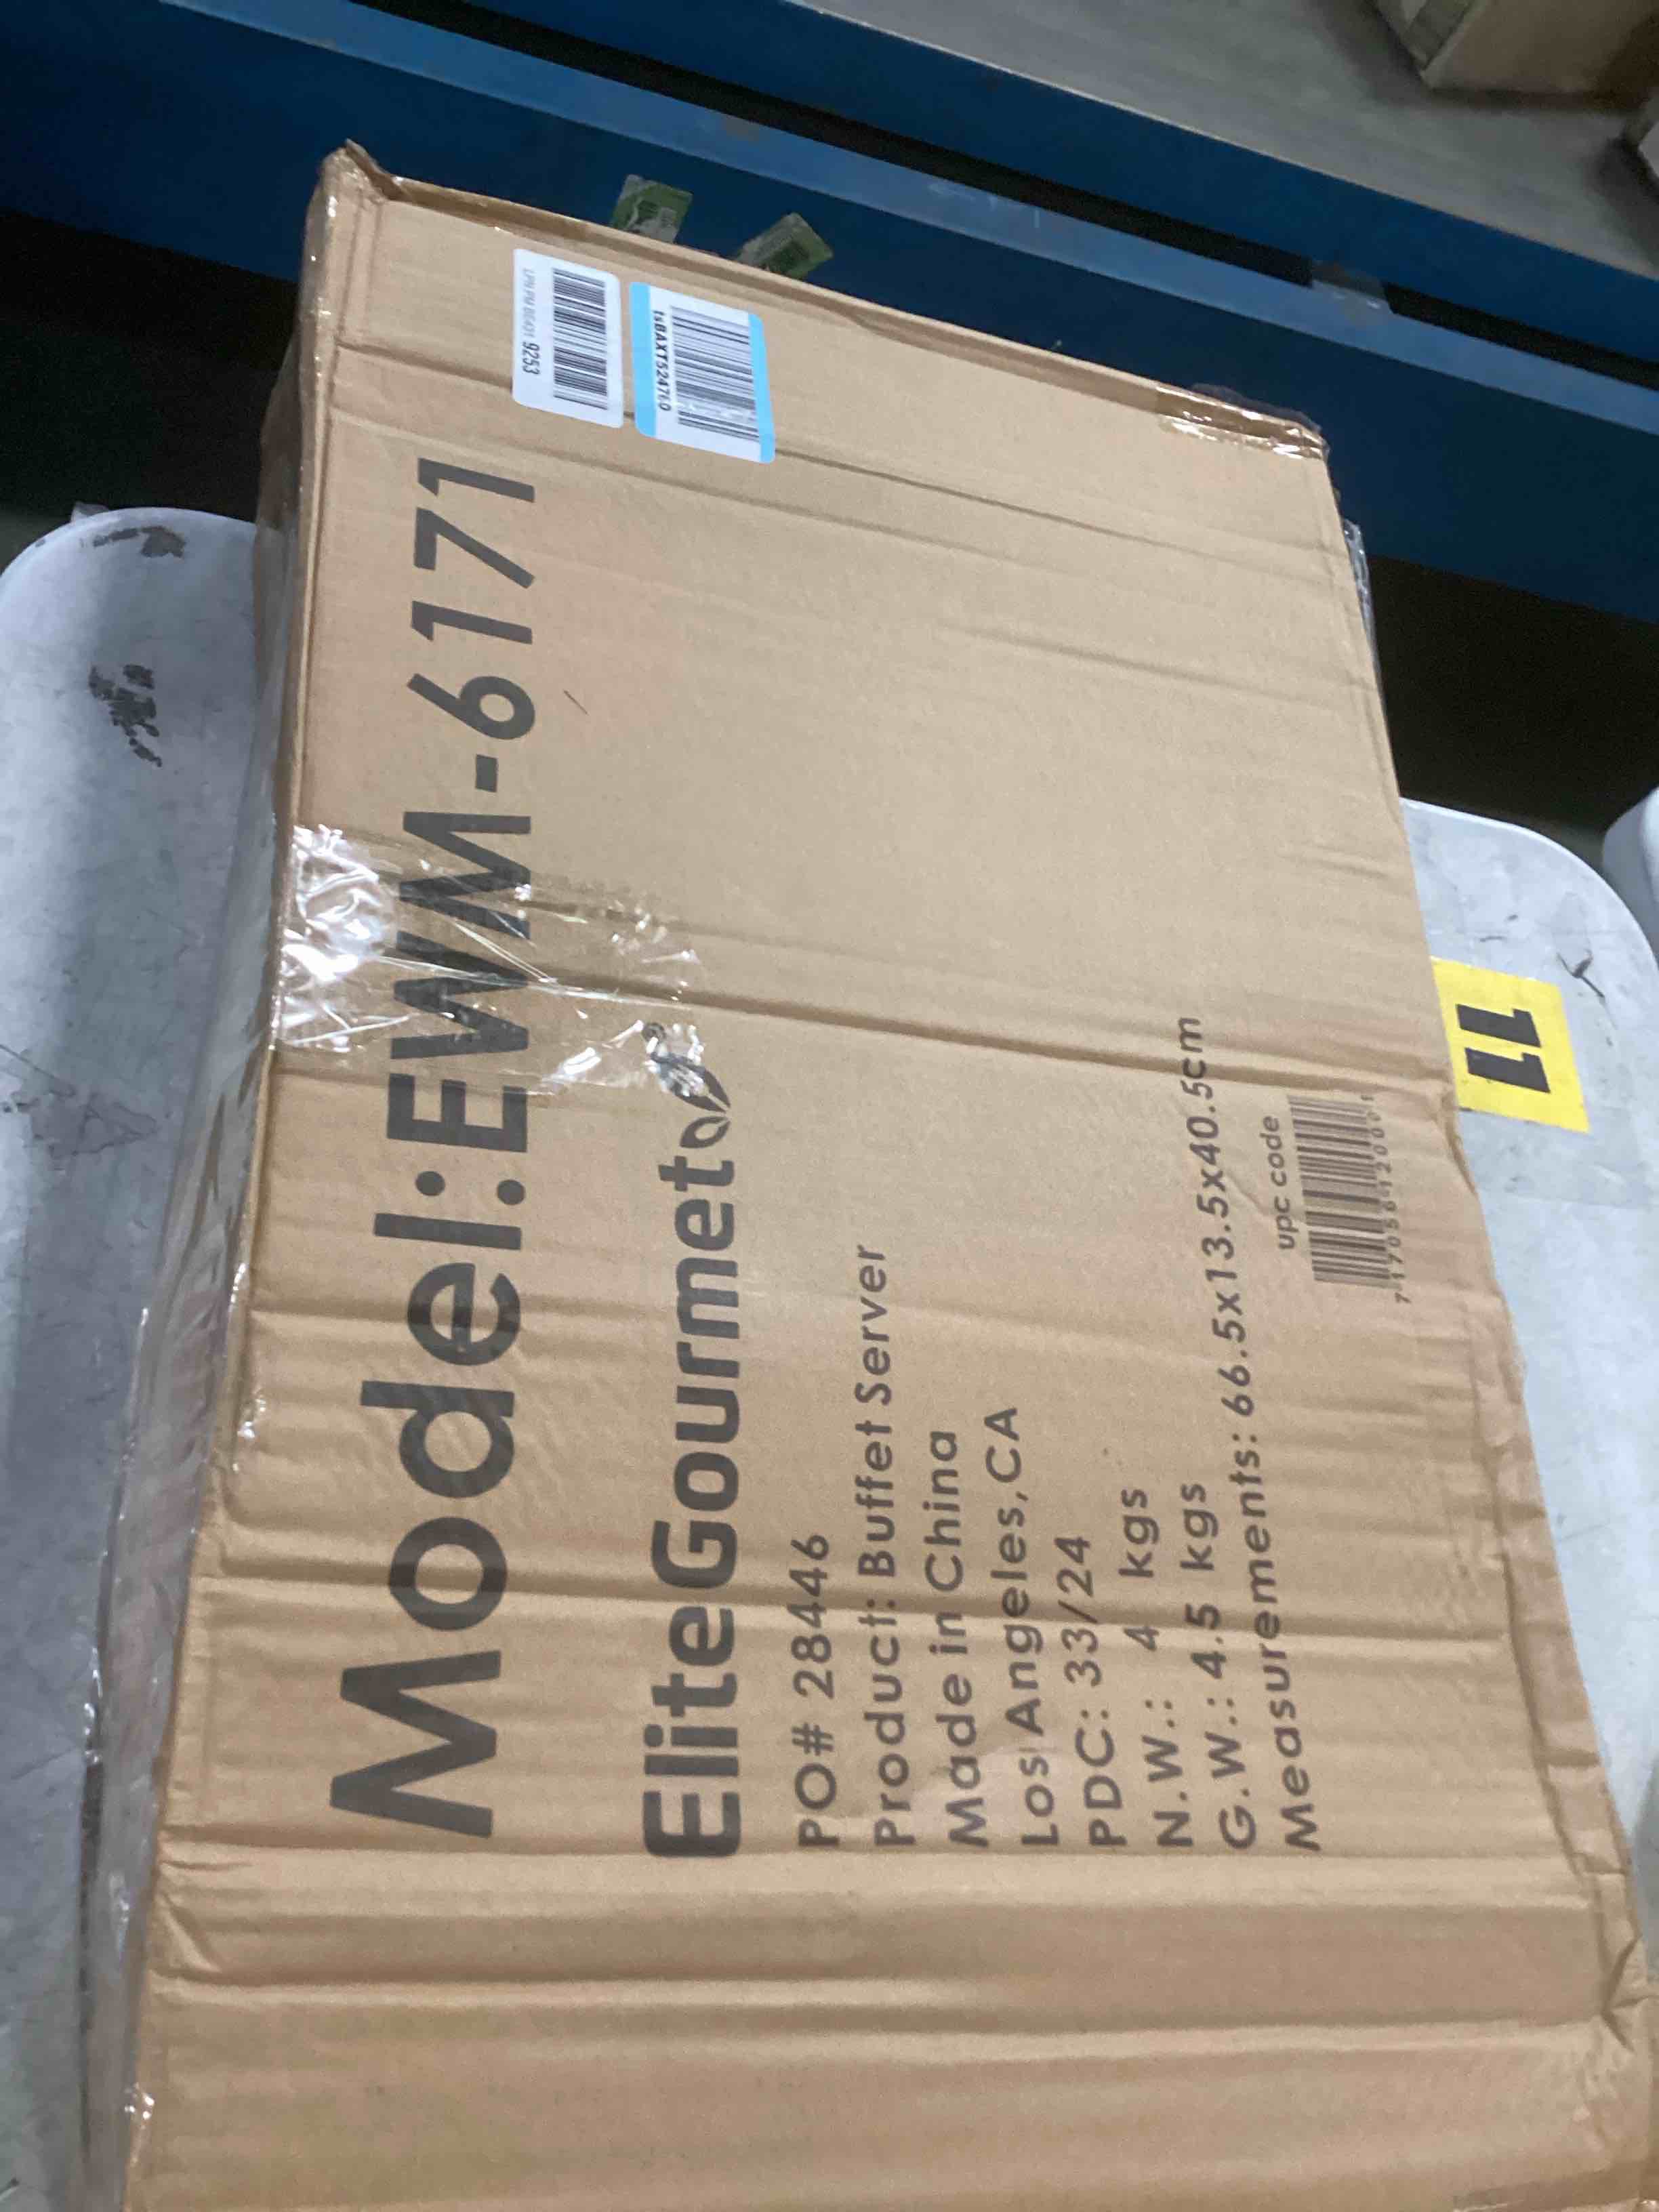 Model:EWM-6171
EliteGourmet
PO# 28446
Product: Buffet Server
Made in China
Los Angeles,CA
PDC: 33/24
N.W.: 4 kgs
G.W.: 4.5 kgs
Measurements: 66.5x13.5x40.5cm
upc code
9253
11